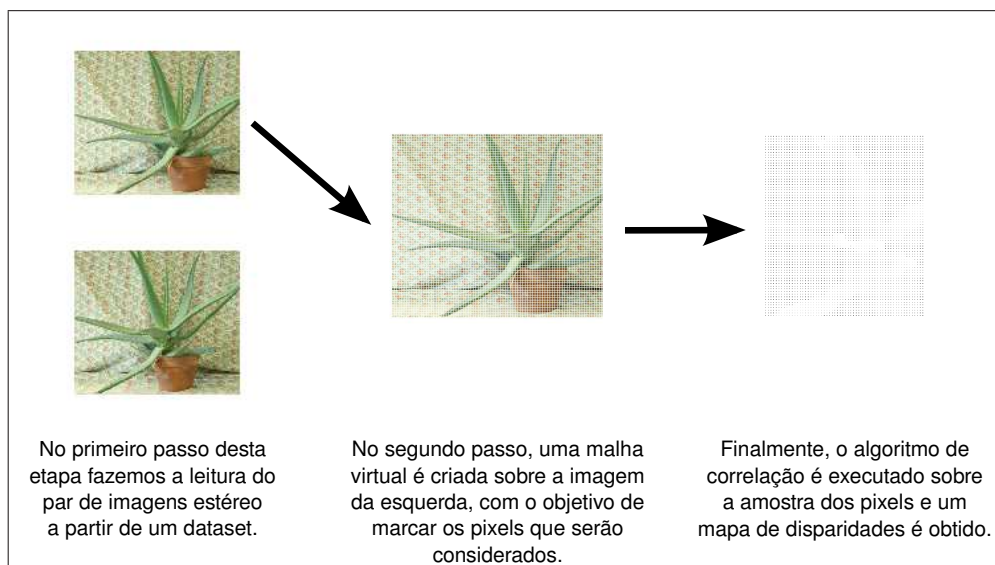 No primeiro passo desta
etapa fazemos a leitura do
par de imagens estéreo
a partir de um dataset.
No segundo passo, uma malha
virtual é criada sobre a imagem
da esquerda, com o objetivo de
marcar os pixels que serão
considerados.
Finalmente, o algoritmo de
correlação é executado sobre
a amostra dos pixels e um
mapa de disparidades é obtido.